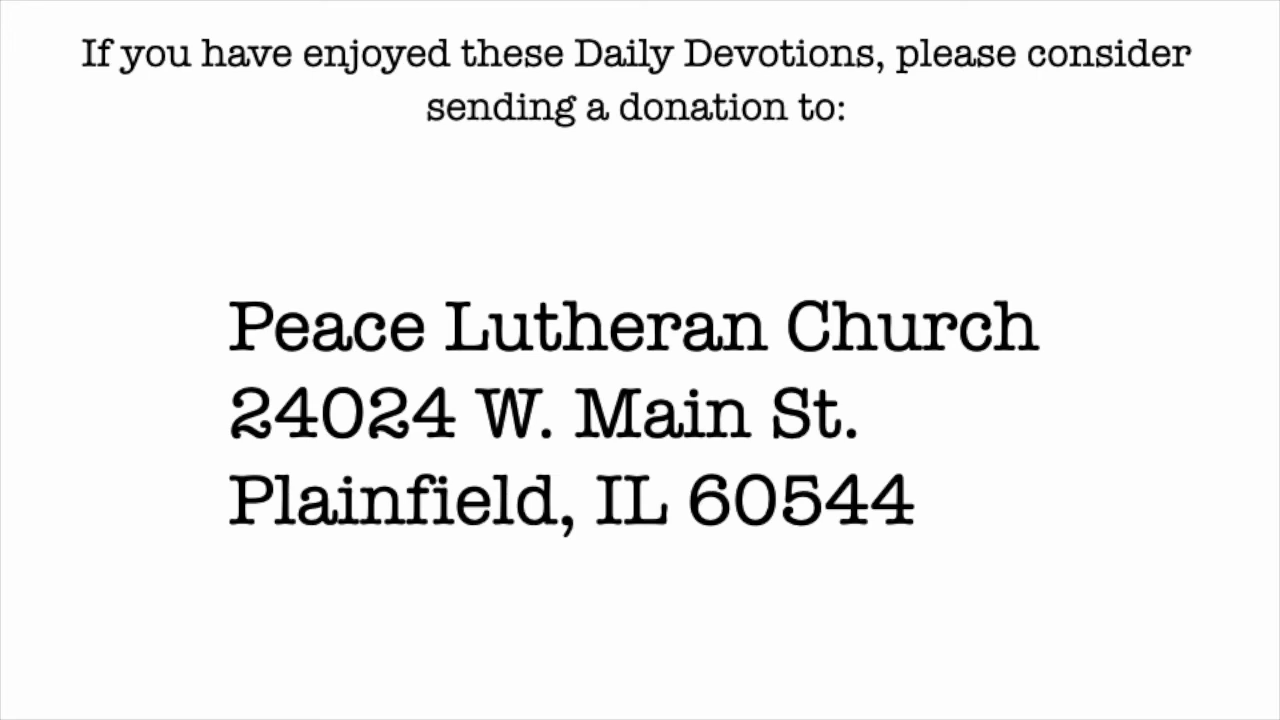 If you have enjoyed these Daily Devotions, please consider
sending a donation to:
Peace Lutheran Church
24024 W. Main St.
Plainfield, IL 60544